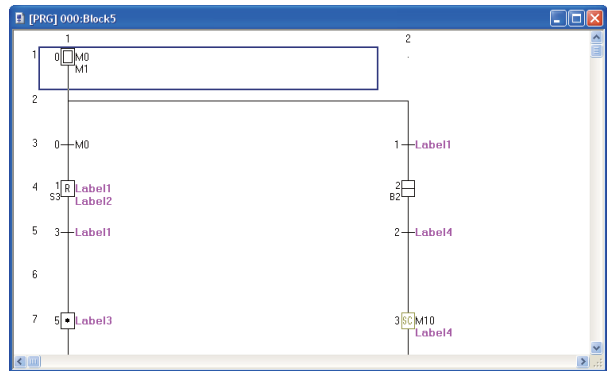 [PRG] 000:Block5
1 2
1 0 M0
M1
2
3 0 M0 1 Label1
4 1 R Label1 2
S3 Label2 B2
5 3 Label1 2 Label4
6
7 5 * Label3 3 SC M10
Label4